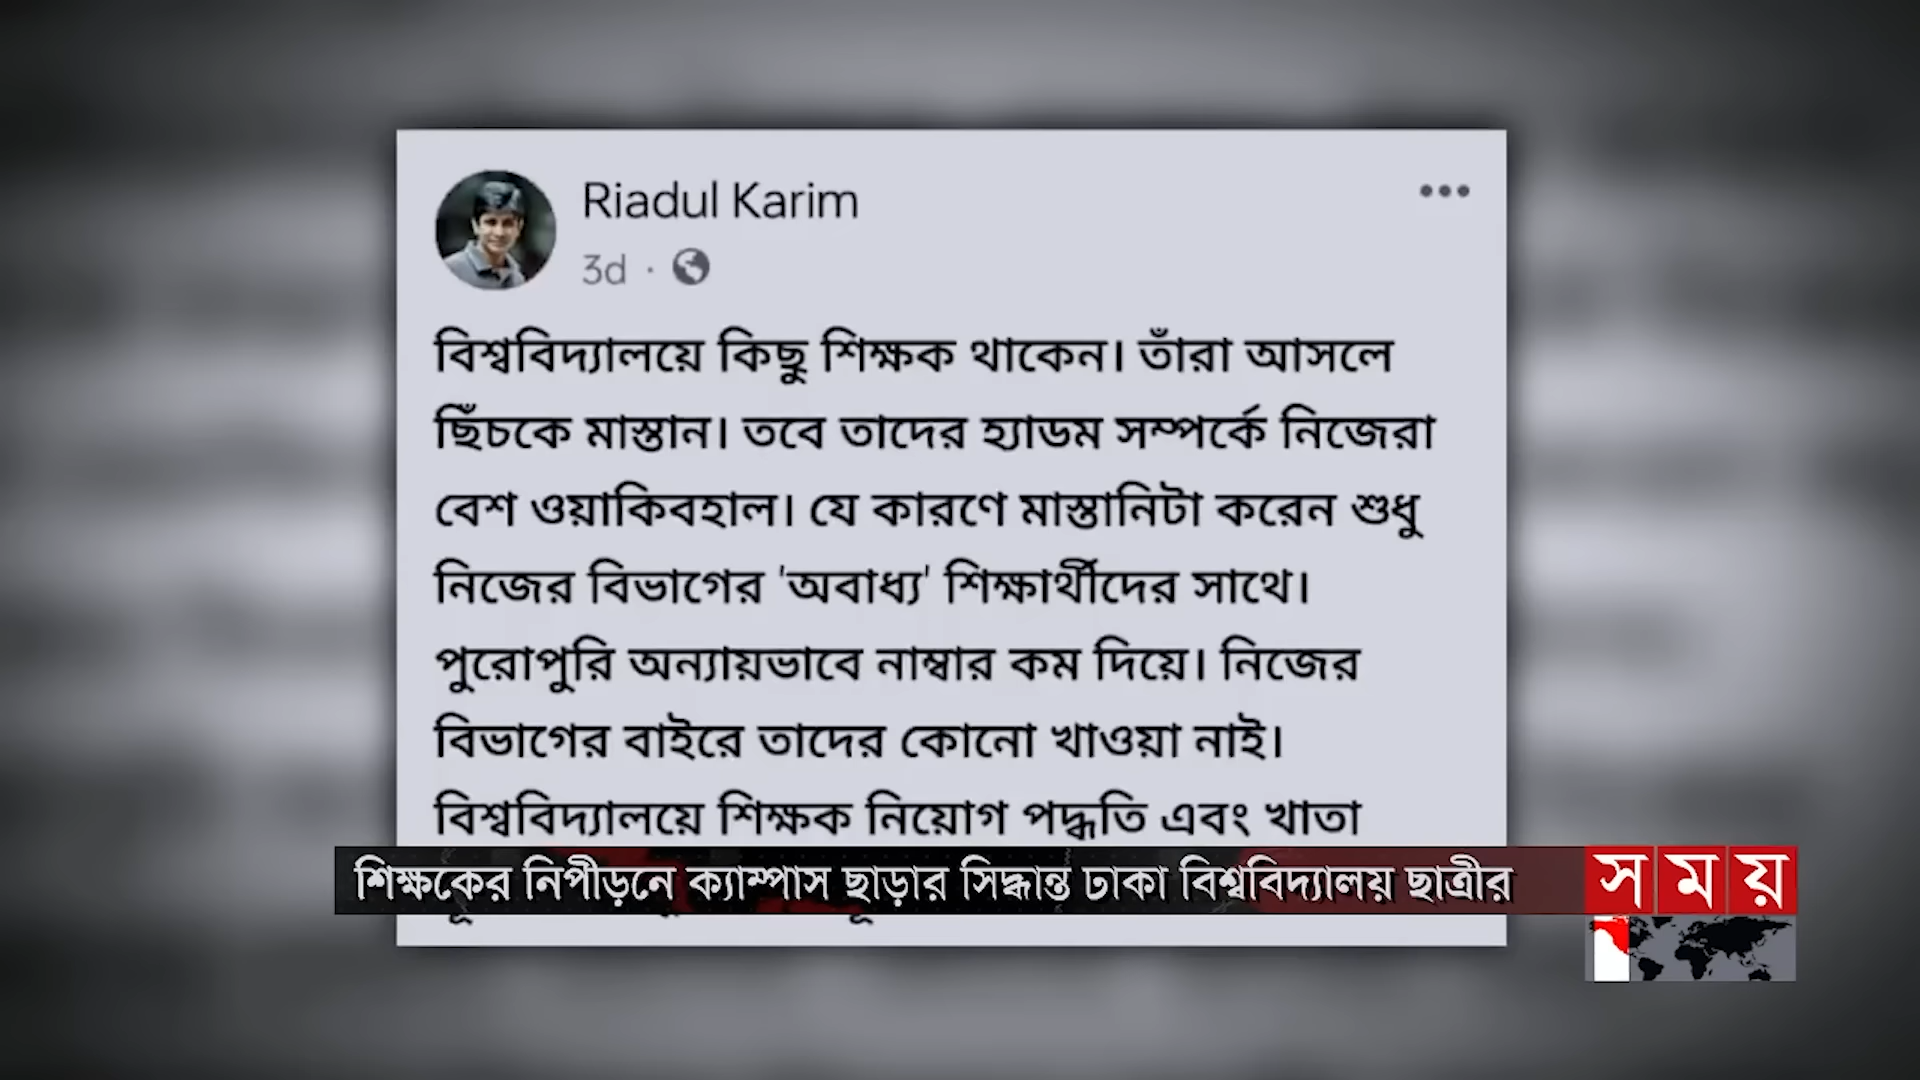 Riadul Karim
3d ·
বিশ্ববিদ্যালয়ে কিছু শিক্ষক থাকেন। তাঁরা আসলে
ছিঁচকে মাস্তান। তবে তাদের হ্যাডম সম্পর্কে নিজেরা
বেশ ওয়াকিবহাল। যে কারণে মাস্তানিটা করেন শুধু
নিজের বিভাগের 'অবাধ্য' শিক্ষার্থীদের সাথে।
পুরোপুরি অন্যায়ভাবে নাম্বার কম দিয়ে। নিজের
বিভাগের বাইরে তাদের কোনো খাওয়া নাই।
বিশ্ববিদ্যালয়ে শিক্ষক নিয়োগ পদ্ধতি এবং খাতা
শিক্ষকের নিপীড়নে ক্যাম্পাস ছাড়ার সিদ্ধান্ত ঢাকা বিশ্ববিদ্যালয় ছাত্রীর
সময়